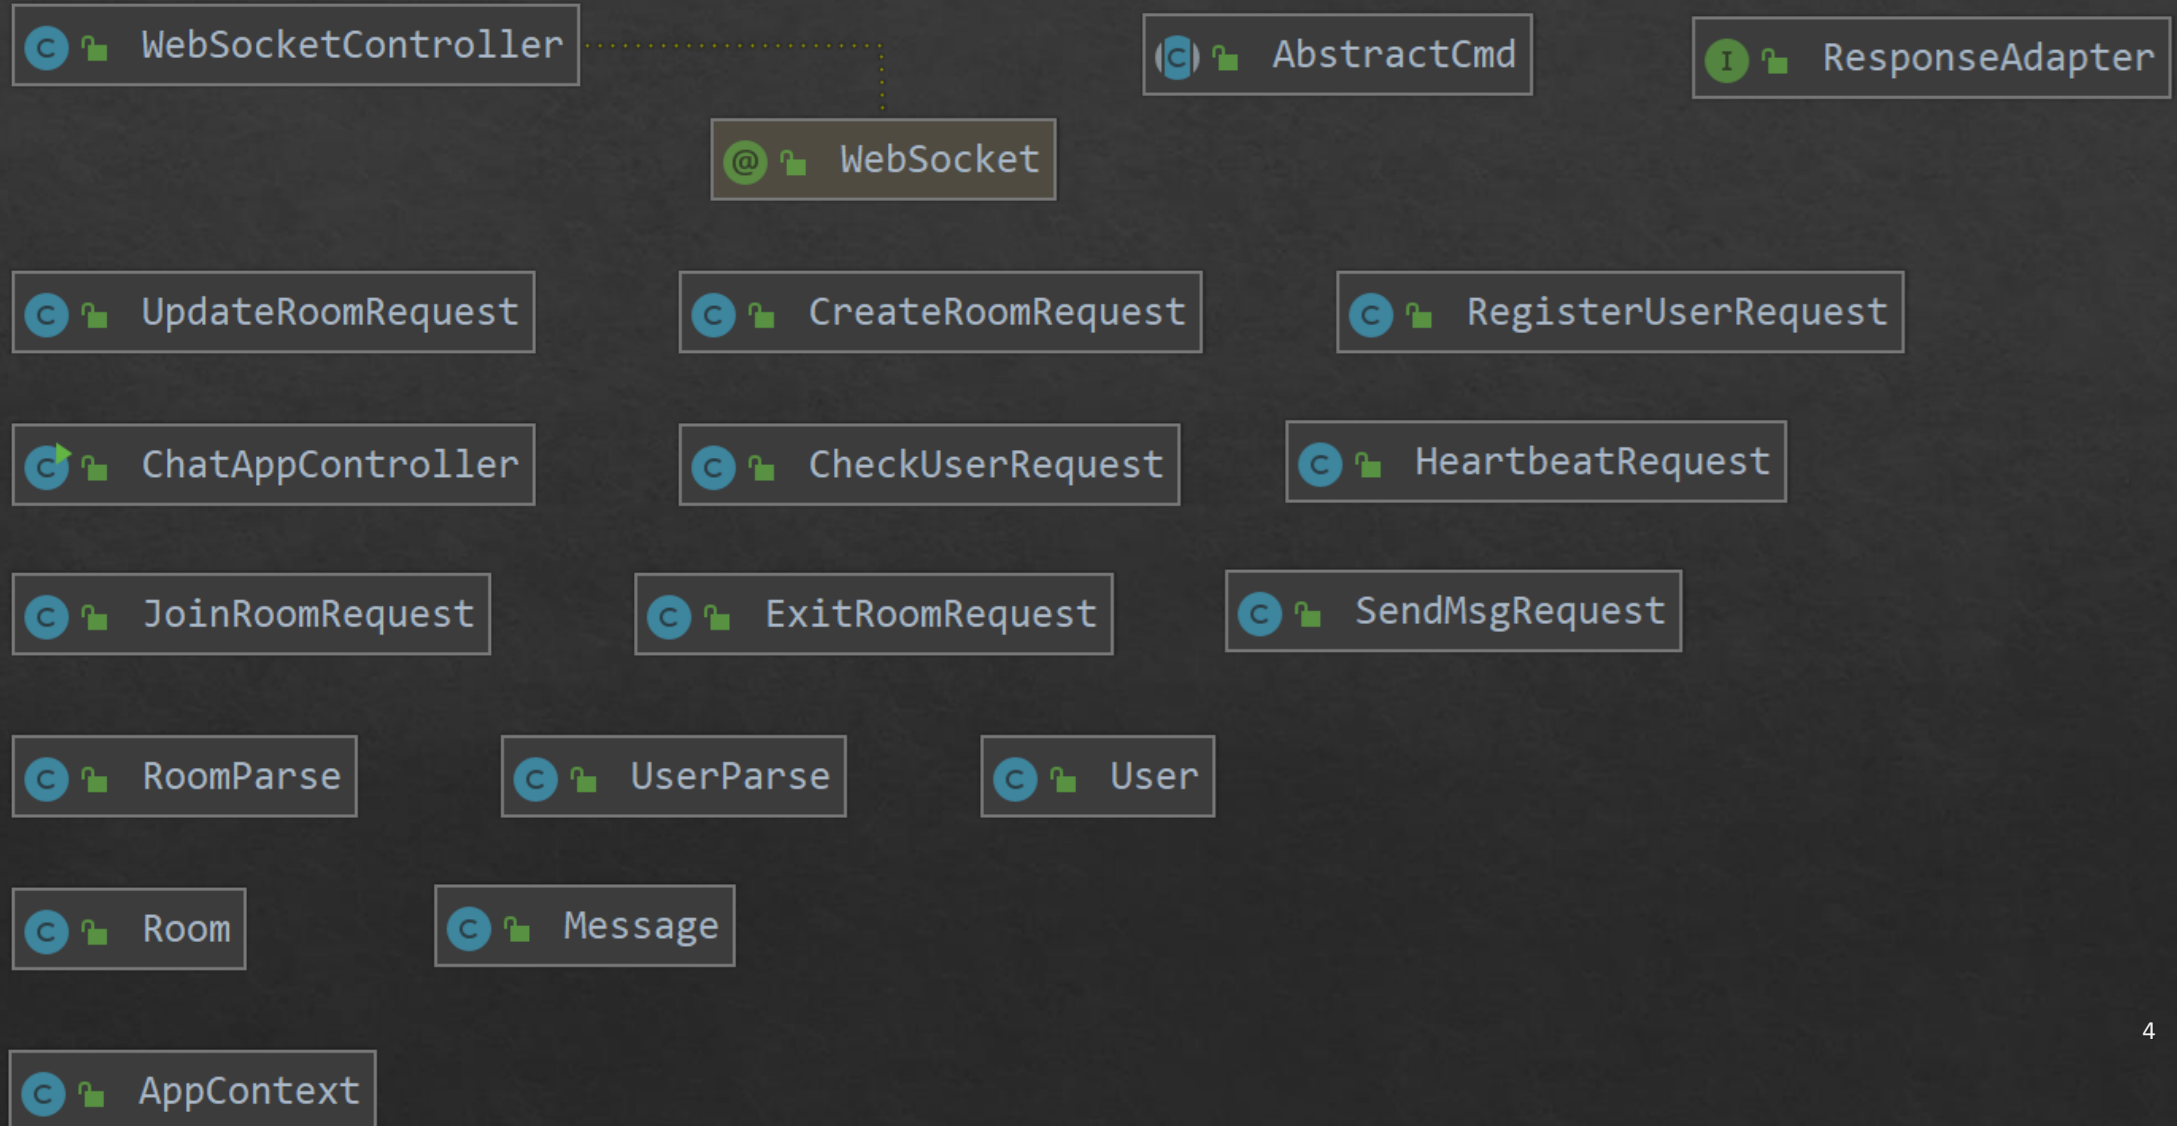 WebSocketController
AbstractCmd
ResponseAdapter
@ WebSocket
C UpdateRoomRequest
C CreateRoomRequest
C RegisterUserRequest
C ChatAppController
C CheckUserRequest
C HeartbeatRequest
C JoinRoomRequest
C ExitRoomRequest
C SendMsgRequest
C RoomParse
C UserParse
C User
C Room
C Message
4
C AppContext